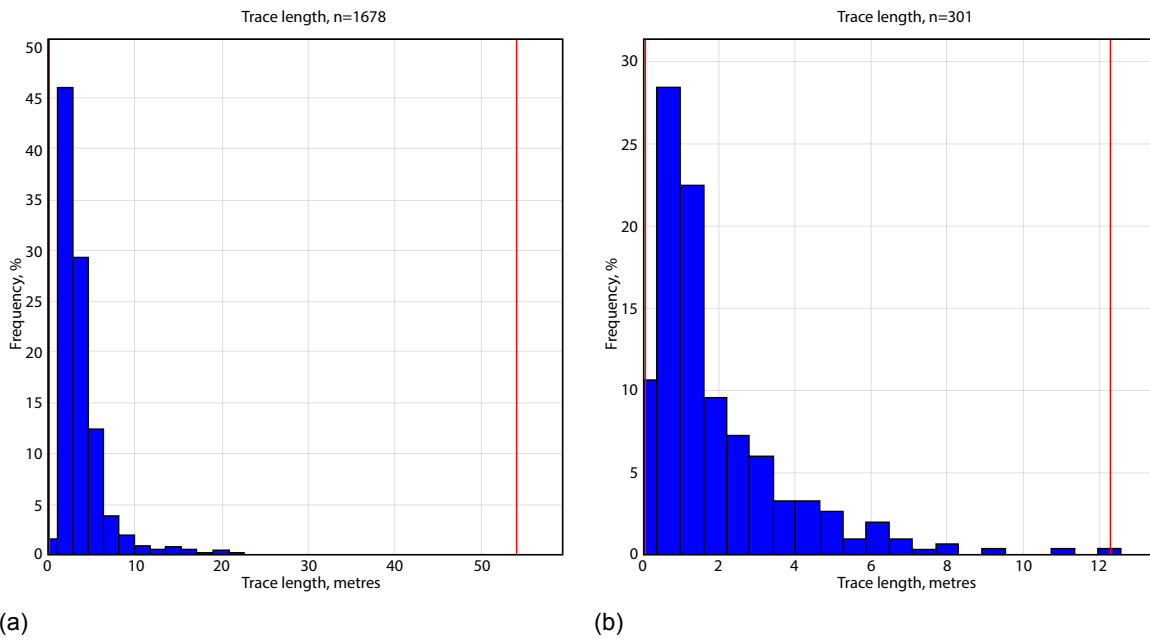 Trace length, n=1678
50
45
40
35
30
25
20
15
10
5
0
Frequency, %
0 10 20 30 40 50
Trace length, metres
(a)
Trace length, n=301
30
25
20
15
10
5
0
Frequency, %
0 2 4 6 8 10 12
Trace length, metres
(b)